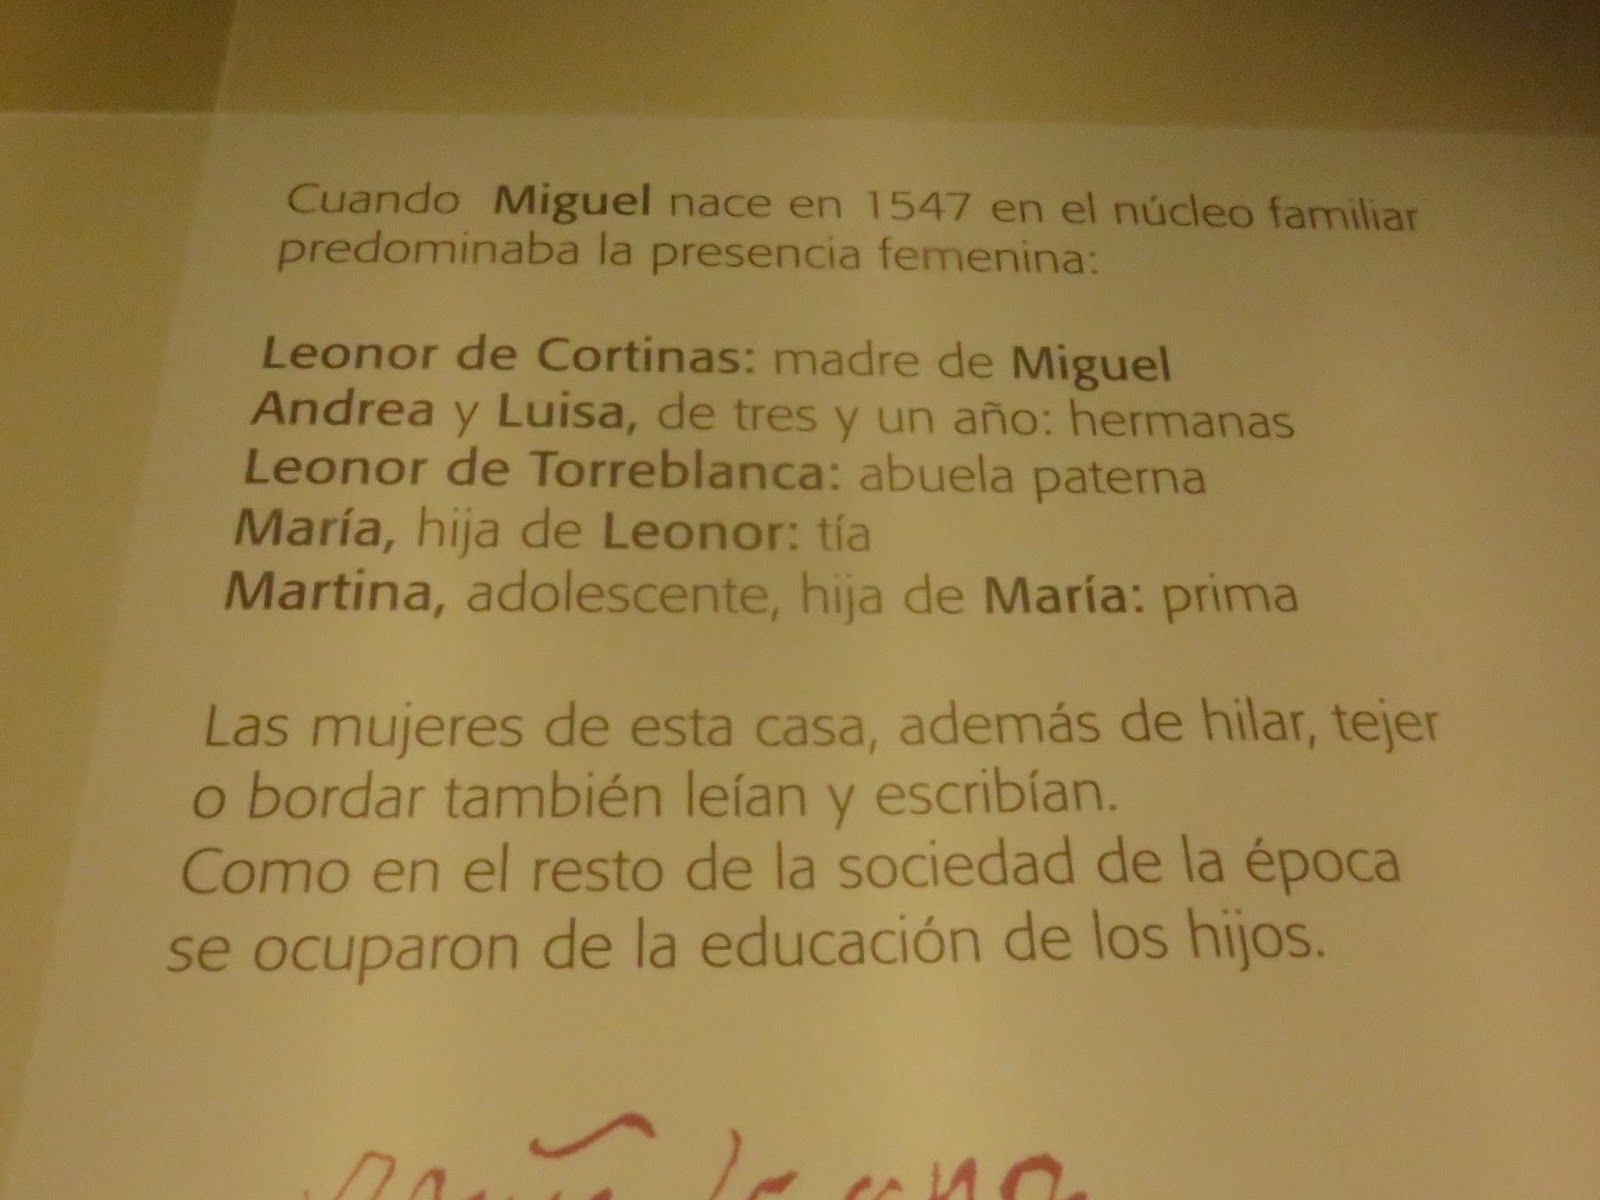 Cuando Miguel nace en 1547 en el núcleo familiar
predominaba la presencia femenina:
Leonor de Cortinas: madre de Miguel
Andrea y Luisa, de tres y un año: hermanas
Leonor de Torreblanca: abuela paterna
María, hija de Leonor: tía
Martina, adolescente, hija de María: prima
Las mujeres de esta casa, además de hilar, tejer
o bordar también leían y escribían.
Como en el resto de la sociedad de la época
se ocuparon de la educación de los hijos.